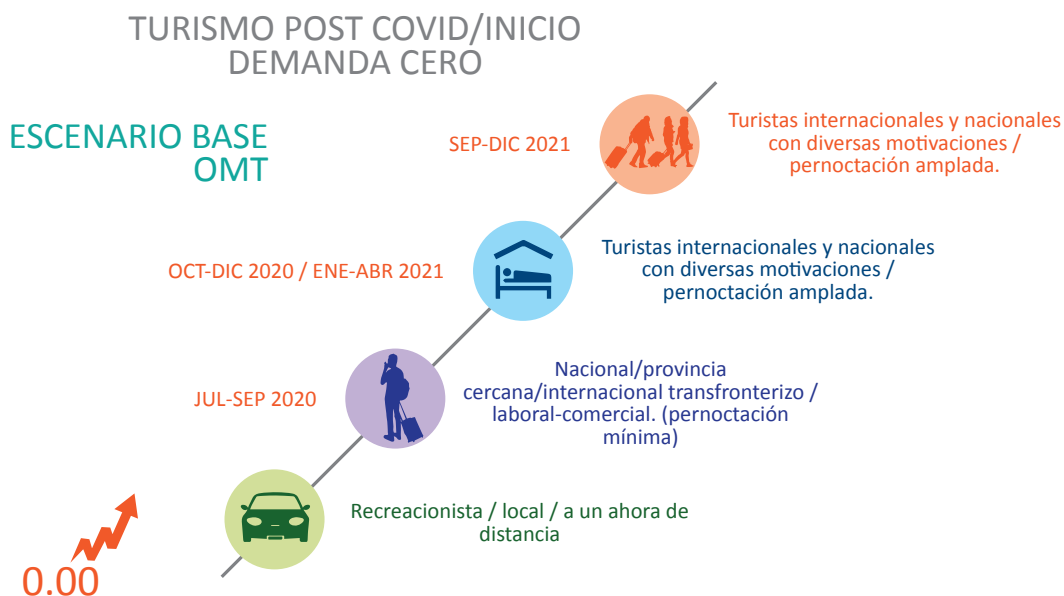 TURISMO POST COVID/INICIO
DEMANDA CERO
ESCENARIO BASE
OMT
SEP-DIC 2021
Turistas internacionales y nacionales
con diversas motivaciones /
pernoctación amplada.
OCT-DIC 2020 / ENE-ABR 2021
Turistas internacionales y nacionales
con diversas motivaciones /
pernoctación amplada.
JUL-SEP 2020
Nacional/provincia
cercana/internacional transfronterizo /
laboral-comercial. (pernoctación
mínima)
Recreacionista / local / a un ahora de
distancia
0.00